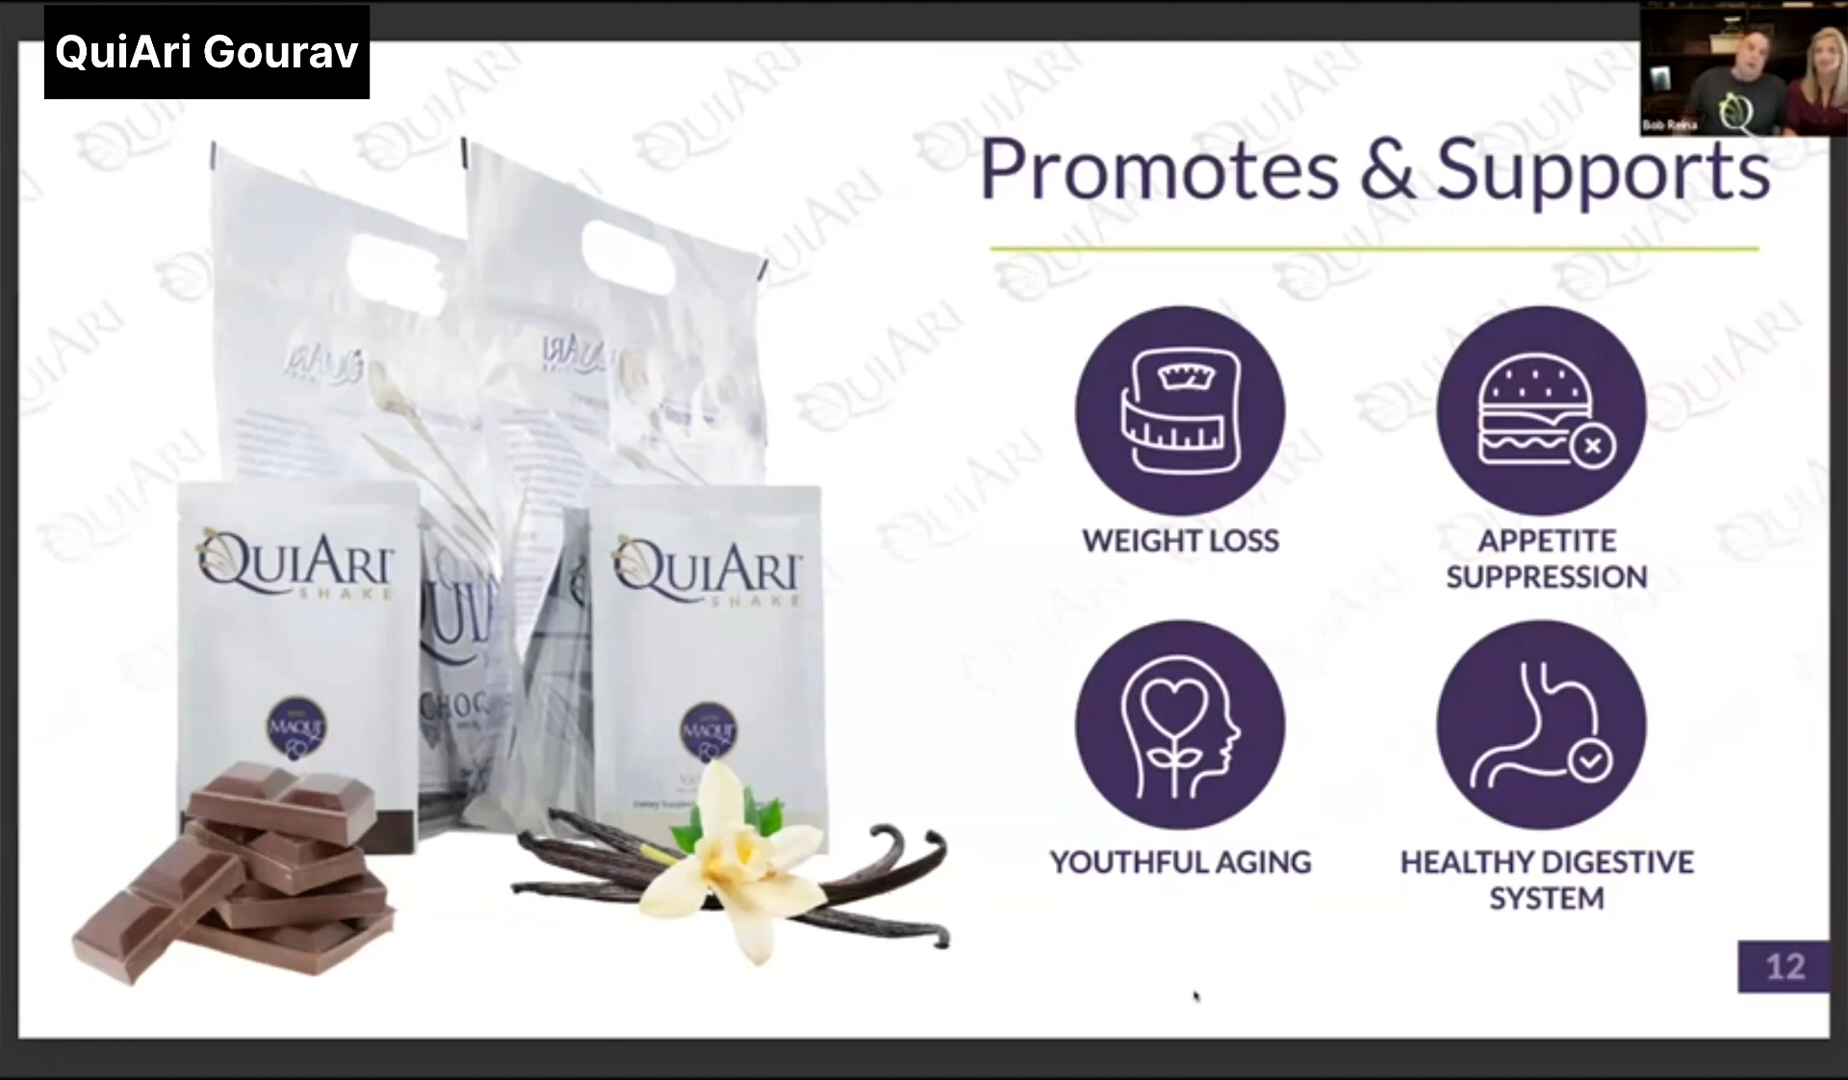 QuiAri Gourav
Bob Reina
Promotes & Supports
WEIGHT LOSS
APPETITE
SUPPRESSION
YOUTHFUL AGING
HEALTHY DIGESTIVE
SYSTEM
QUIARI
SHAKE
MAQUI
QUIARI
SHAKE
MAQUI
CHOC
12